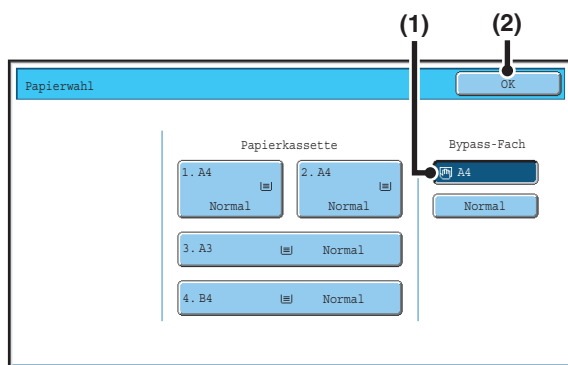 (1) (2)
Papierwahl OK
Papierkassette Bypass-Fach
1. A4 2. A4 A4
Normal Normal Normal
3. A3 Normal
4. B4 Normal